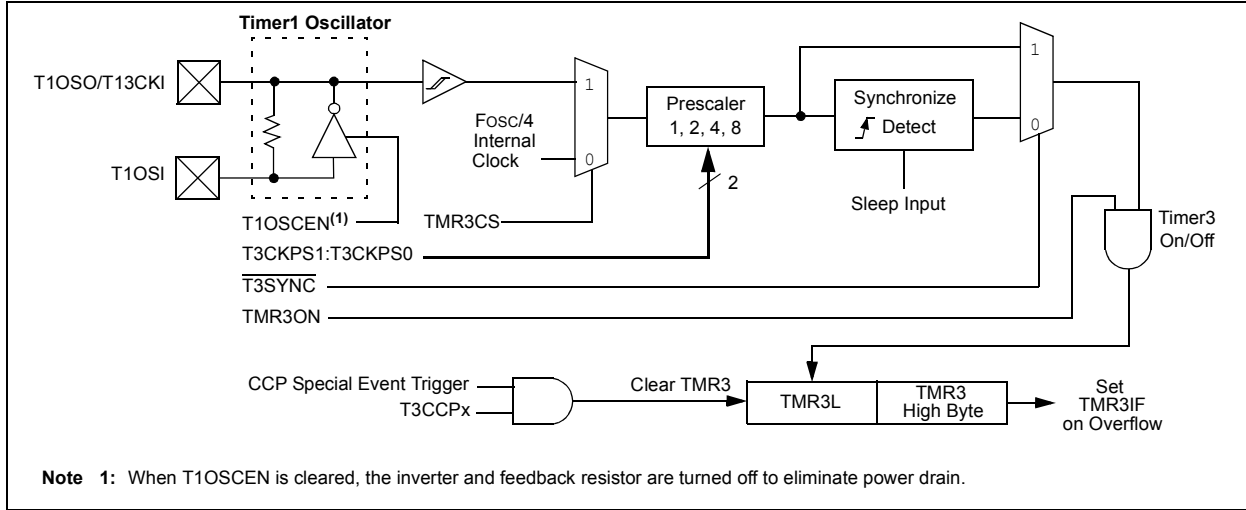 Timer1 Oscillator
T1OSO/T13CKI
T1OSI
FOSC/4
Internal
Clock
1
0
Prescaler
1, 2, 4, 8
2
Synchronize
Detect
Sleep Input
1
0
Timer3
On/Off
T1OSCEN(1)
TMR3CS
T3CKPS1:T3CKPS0
T3SYNC
TMR3ON
CCP Special Event Trigger
T3CCPx
Clear TMR3
TMR3L
TMR3
High Byte
Set
TMR3IF
on Overflow
Note 1: When T1OSCEN is cleared, the inverter and feedback resistor are turned off to eliminate power drain.